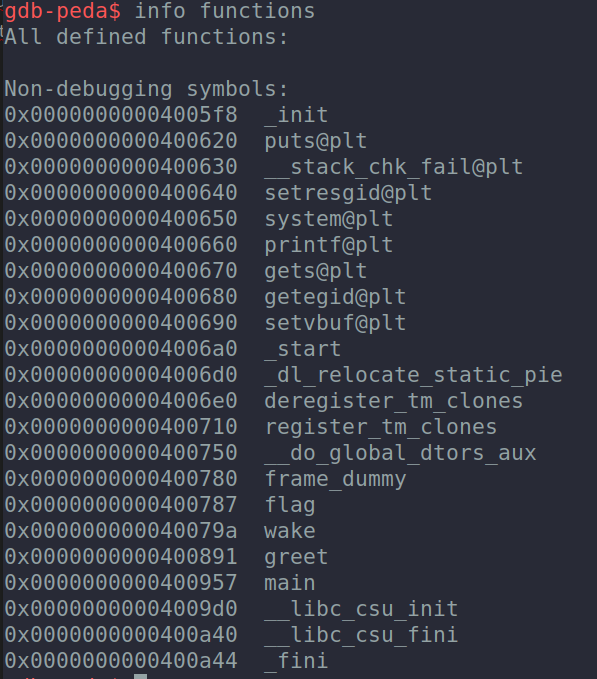 gdb-peda$ info functions
All defined functions:
Non-debugging symbols:
0x00000000004005f8  _init
0x0000000000400620  puts@plt
0x0000000000400630  __stack_chk_fail@plt
0x0000000000400640  setresgid@plt
0x0000000000400650  system@plt
0x0000000000400660  printf@plt
0x0000000000400670  gets@plt
0x0000000000400680  getegid@plt
0x0000000000400690  setvbuf@plt
0x00000000004006a0  _start
0x00000000004006d0  _dl_relocate_static_pie
0x00000000004006e0  deregister_tm_clones
0x0000000000400710  register_tm_clones
0x0000000000400750  __do_global_dtors_aux
0x0000000000400780  frame_dummy
0x0000000000400787  flag
0x000000000040079a  wake
0x0000000000400891  greet
0x0000000000400957  main
0x00000000004009d0  __libc_csu_init
0x0000000000400a40  __libc_csu_fini
0x0000000000400a44  _fini